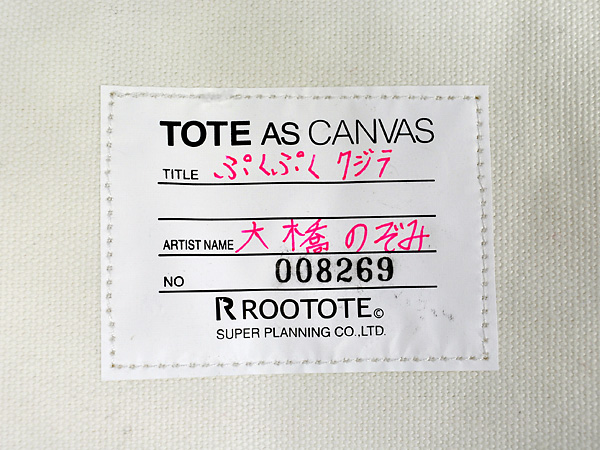 TOTE AS CANVAS
TITLE ぷくぷくクジラ
ARTIST NAME 大橋のぞみ
NO 008269
R ROOTOTE©
SUPER PLANNING CO.,LTD.